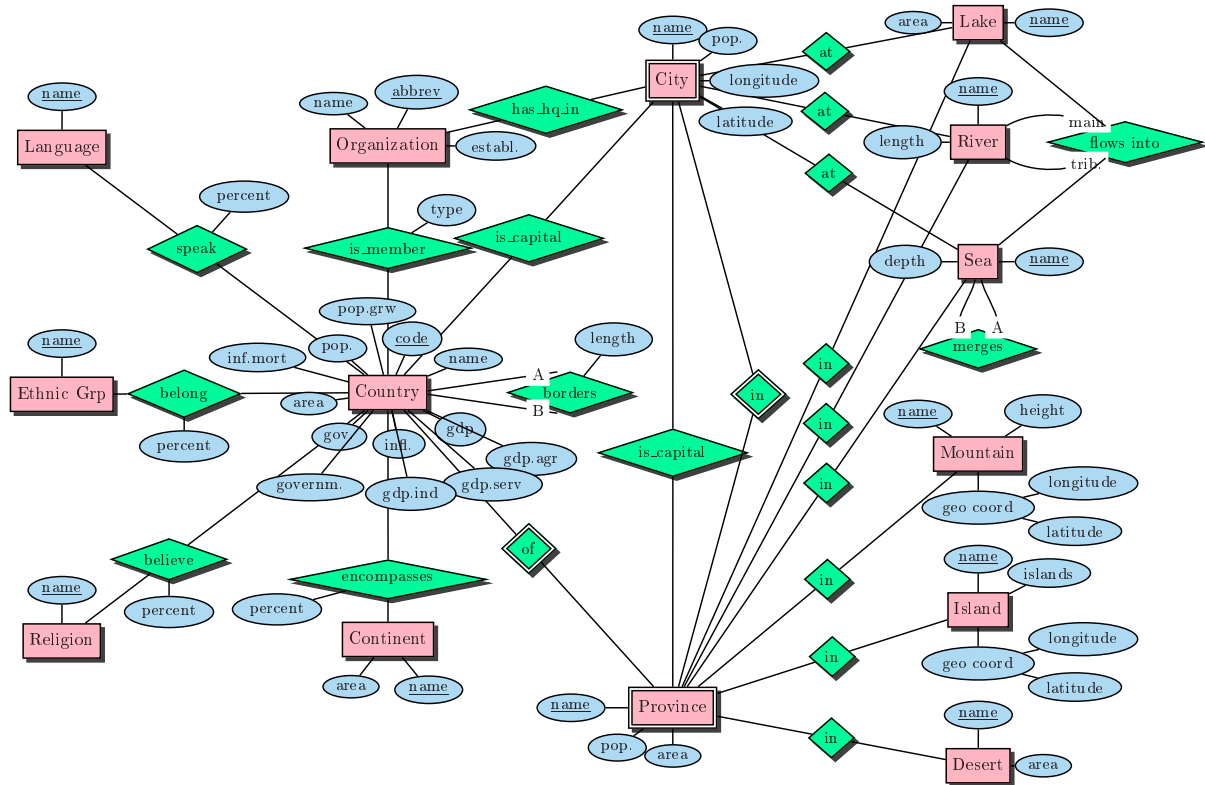 name
area
Lake
name
pop.
City
at
longitude
name
abbrev
name
has_hq_in
latitude
at
name
main
Language
Organization
establ.
length
River
flows into
trib.
at
percent
type
speak
is_member
is_capital
depth
Sea
name
pop.grw
B
A
name
inf.mort
pop.
code
name
length
merges
in
Ethnic Grp
belong
Country
A
borders
B
in
area
name
height
gov.
infl.
gdp
in
percent
is_capital
Mountain
gdp.agr
governm.
gdp.ind
gdp.serv
in
longitude
geo coord
latitude
of
believe
name
islands
encompasses
in
name
percent
percent
Island
Religion
Continent
longitude
in
geo coord
area
name
latitude
name
Province
name
pop.
area
in
Desert
area